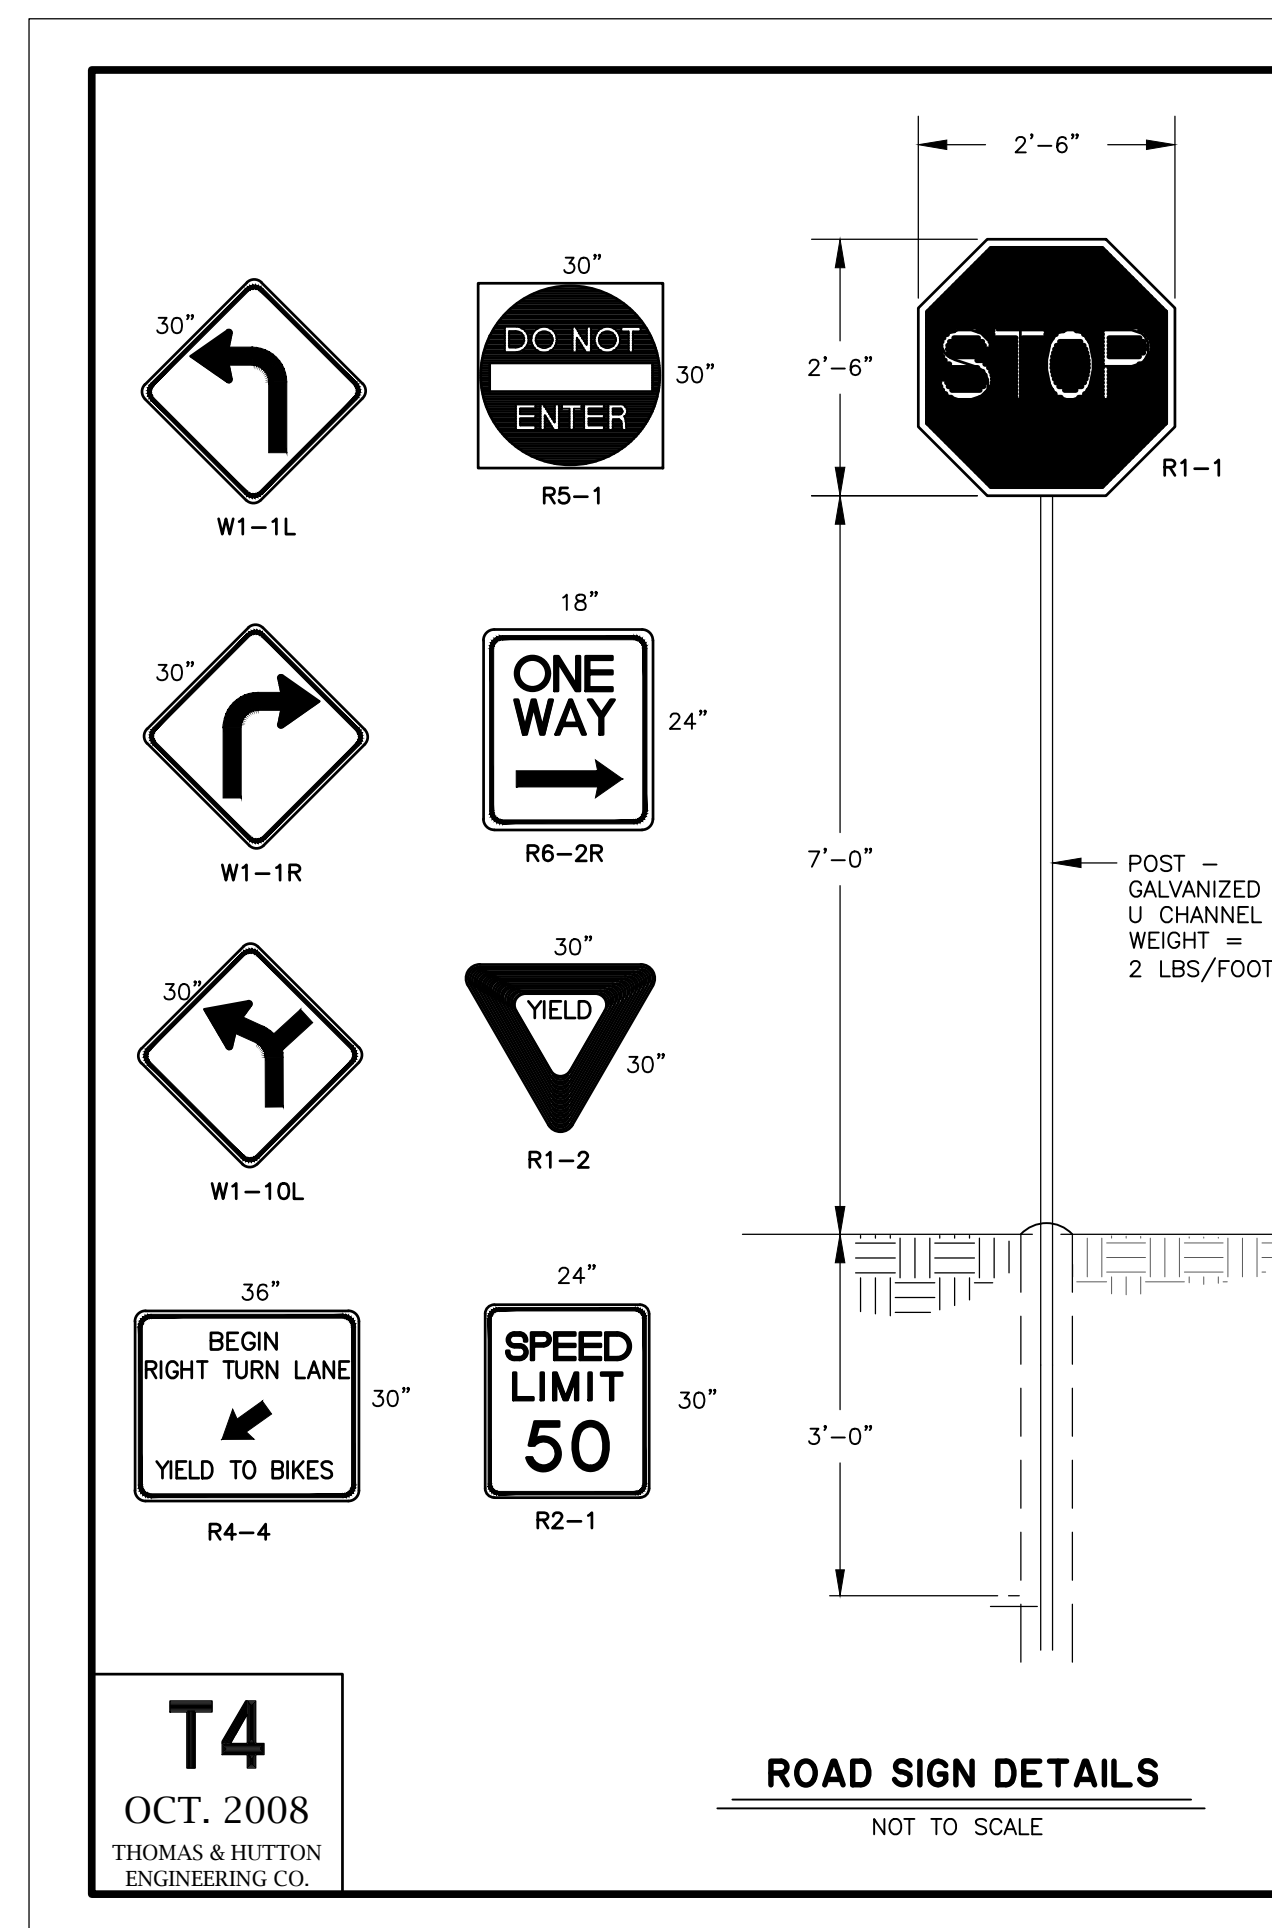 2'-6"
30"
30"
DO NOT
ENTER
30"
2'-6"
STOP
R1-1
R5-1
W1-1L
18"
30"
ONE
WAY
24"
R6-2R
W1-1R
7'-0"
POST -
GALVANIZED
U CHANNEL
WEIGHT =
2 LBS/FOOT
30"
30"
YIELD
30"
R1-2
W1-10L
36"
24"
BEGIN
RIGHT TURN LANE
YIELD TO BIKES
30"
SPEED
LIMIT
50
30"
3'-0"
R4-4
R2-1
T4
OCT. 2008
THOMAS & HUTTON
ENGINEERING CO.
ROAD SIGN DETAILS
NOT TO SCALE